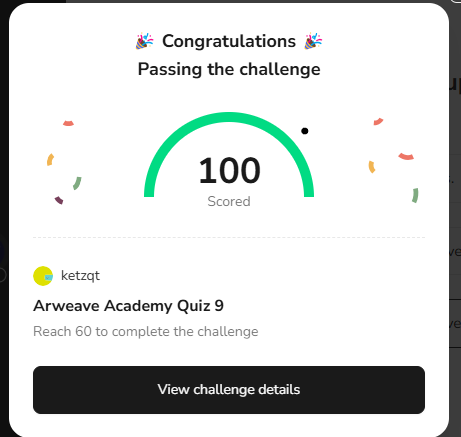 🎉 Congratulations 🎉
Passing the challenge
100
Scored
ketzqt
Arweave Academy Quiz 9
Reach 60 to complete the challenge
View challenge details